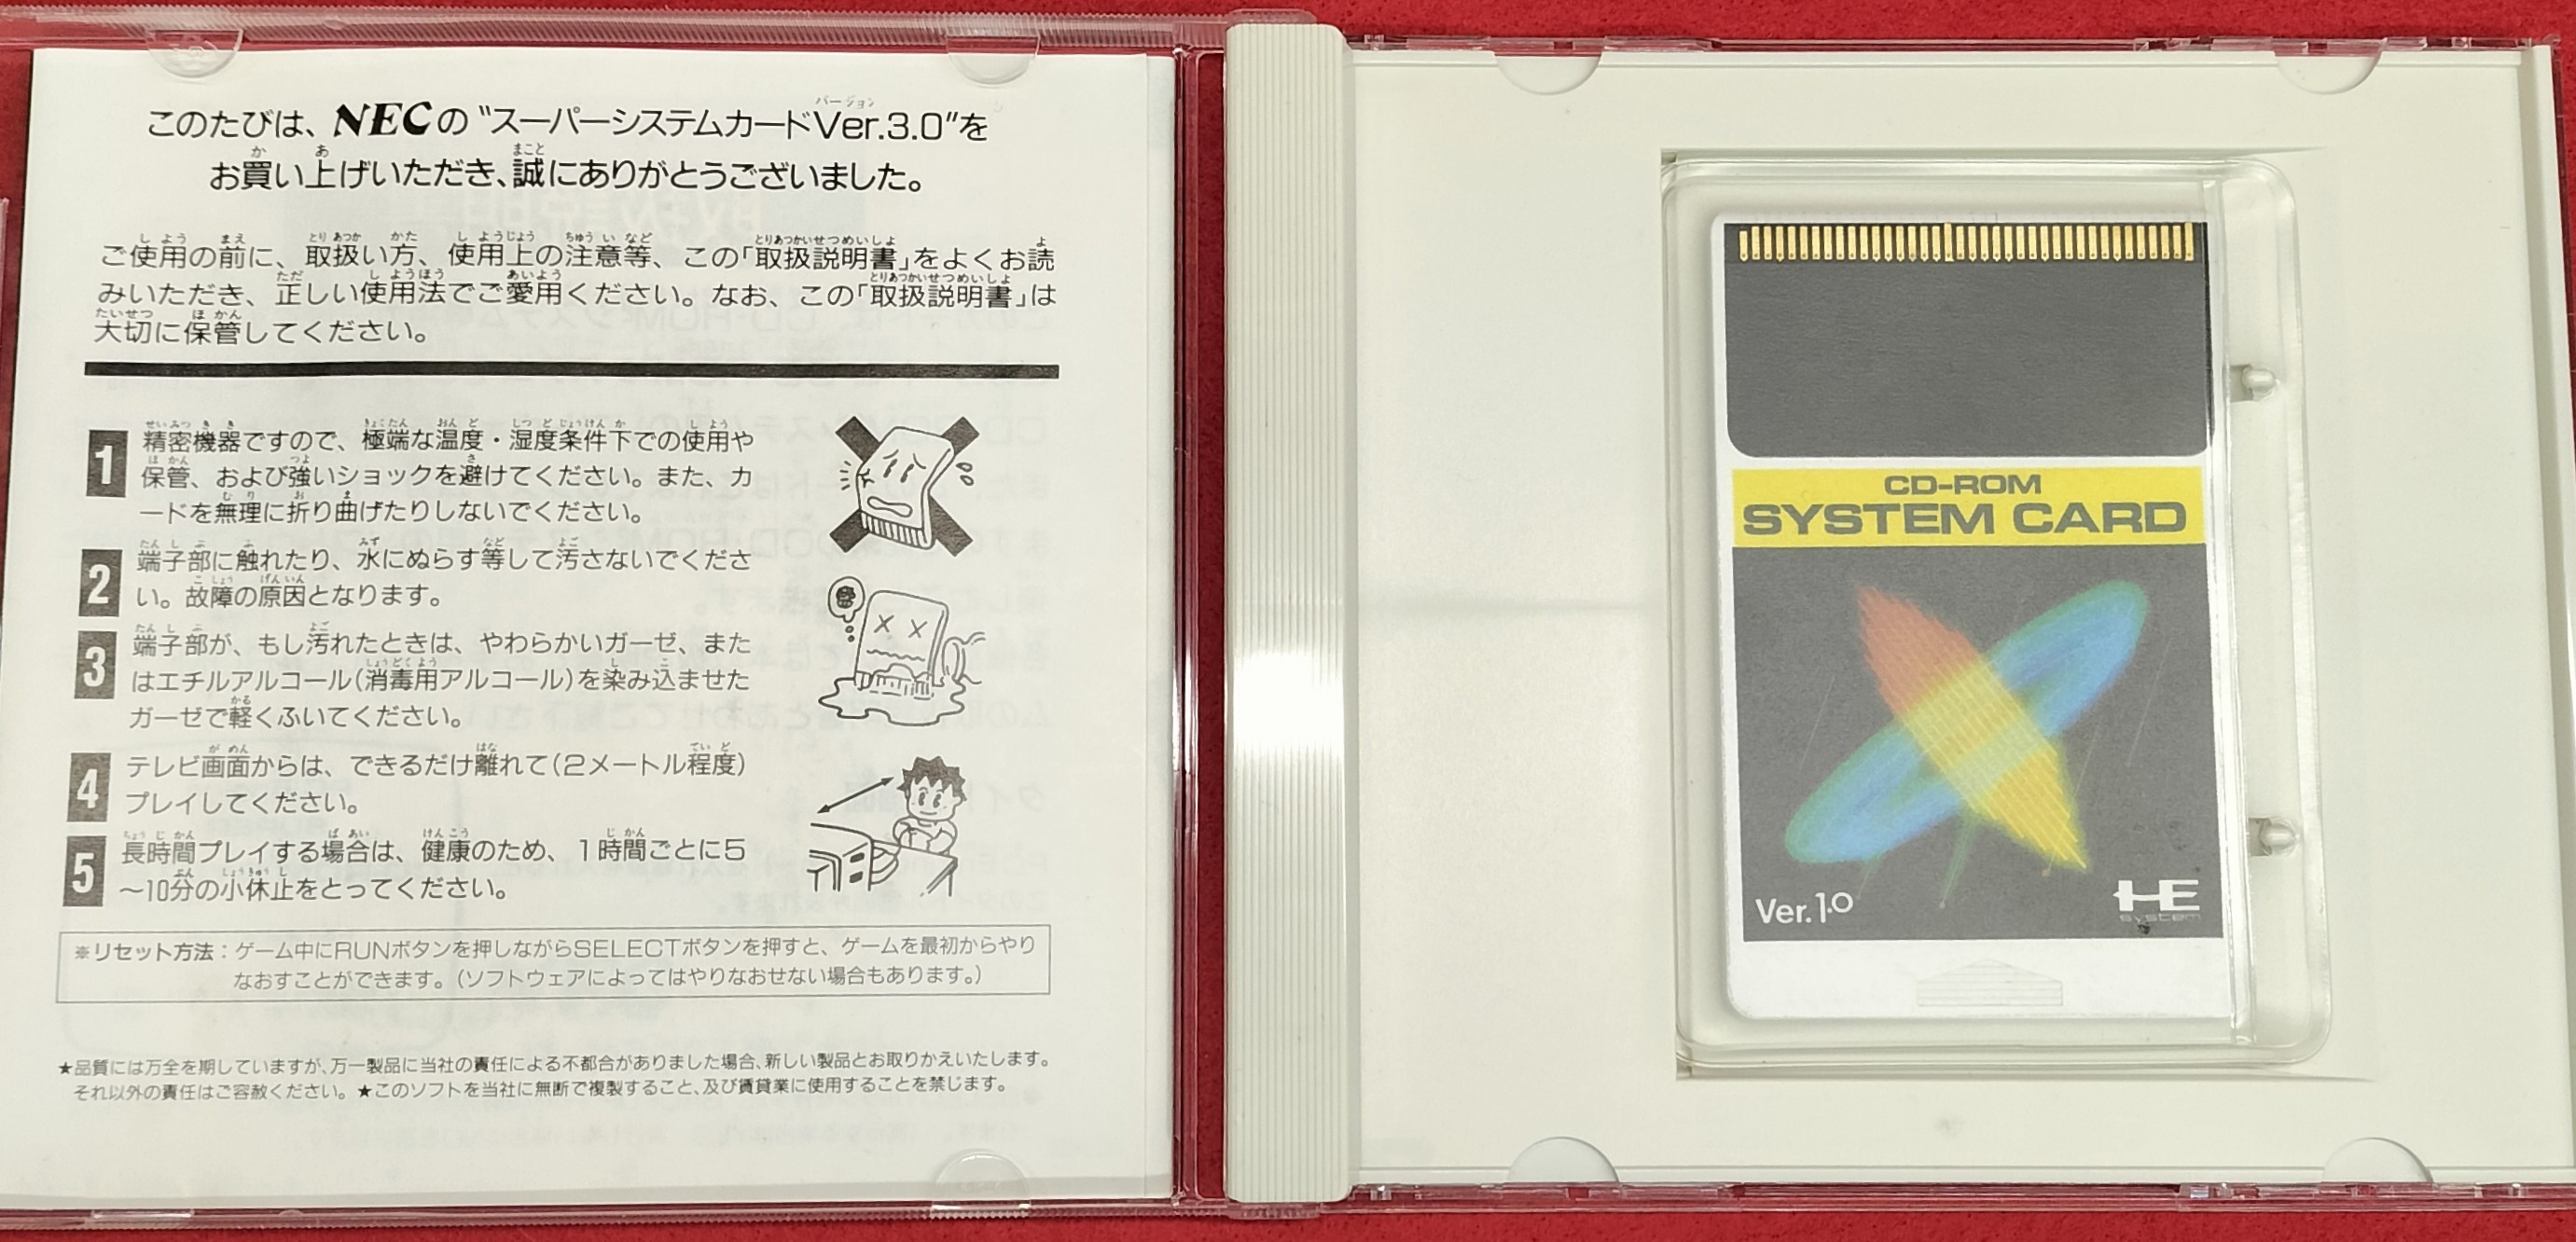 このたびは、NECの"スーパーシステムカードVer.3.0"を
お買い上げいただき、誠にありがとうございました。
ご使用の前に、取扱い方、使用上の注意等、この「取扱説明書」をよくお読
みいただき、正しい使用法でご愛用ください。なお、この「取扱説明書」は
大切に保管してください。
1 精密機器ですので、極端な温度・湿度条件下での使用や
保管、および強いショックを避けてください。また、カ
ードを無理に折り曲げたりしないでください。
2 端子部に触れたり、水にぬらす等して汚さないでくださ
い。故障の原因となります。
3 端子部が、もし汚れたときは、やわらかいガーゼ、また
はエチルアルコール(消毒用アルコール)を染み込ませた
ガーゼで軽くふいてください。
4 テレビ画面からは、できるだけ離れて(2メートル程度)
プレイしてください。
5 長時間プレイする場合は、健康のため、1時間ごとに5
〜10分の小休止をとってください。
※リセット方法：ゲーム中にRUNボタンを押しながらSELECTボタンを押すと、ゲームを最初からやり
なおすことができます。(ソフトウェアによってはやりなおせない場合もあります。)
★品質には万全を期していますが、万一製品に当社の責任による不都合がありました場合、新しい製品とお取りかえいたします。
それ以外の責任はご容赦ください。★このソフトを当社に無断で複製すること、及び賃貸業に使用することを禁じます。
CD-ROM
SYSTEM CARD
Ver.1.0
HE
system